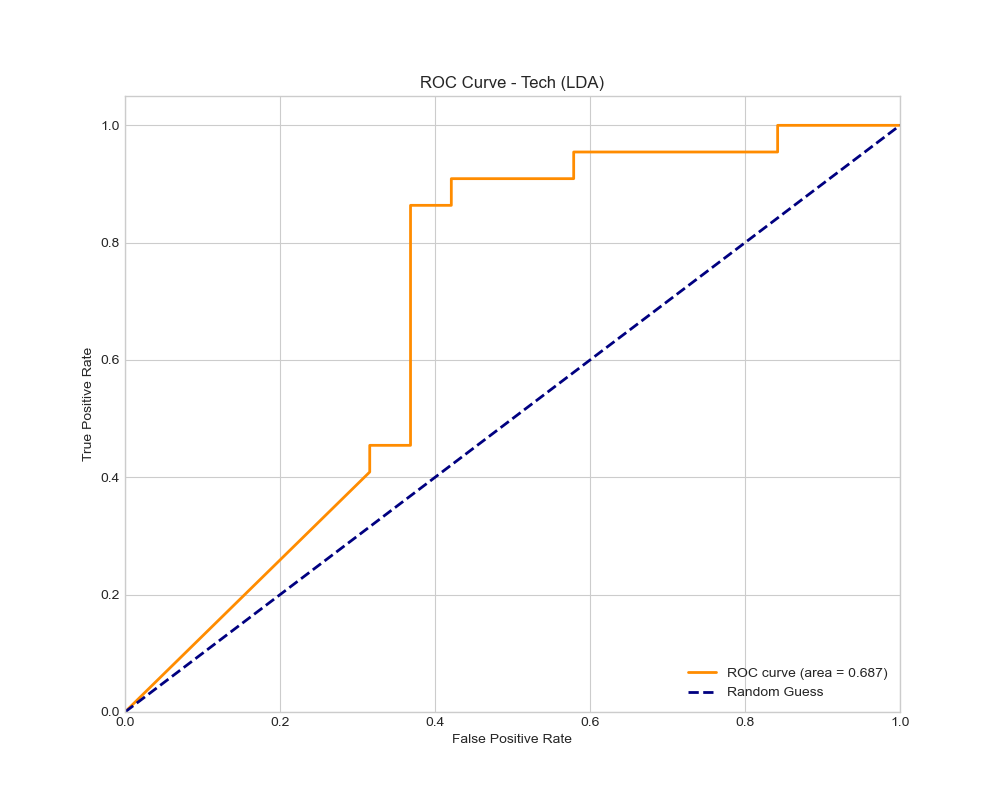 ROC Curve - Tech (LDA)
1.0
0.8
0.6
0.4
0.2
0.0
True Positive Rate
ROC curve (area = 0.687)
Random Guess
0.0 0.2 0.4 0.6 0.8 1.0
False Positive Rate